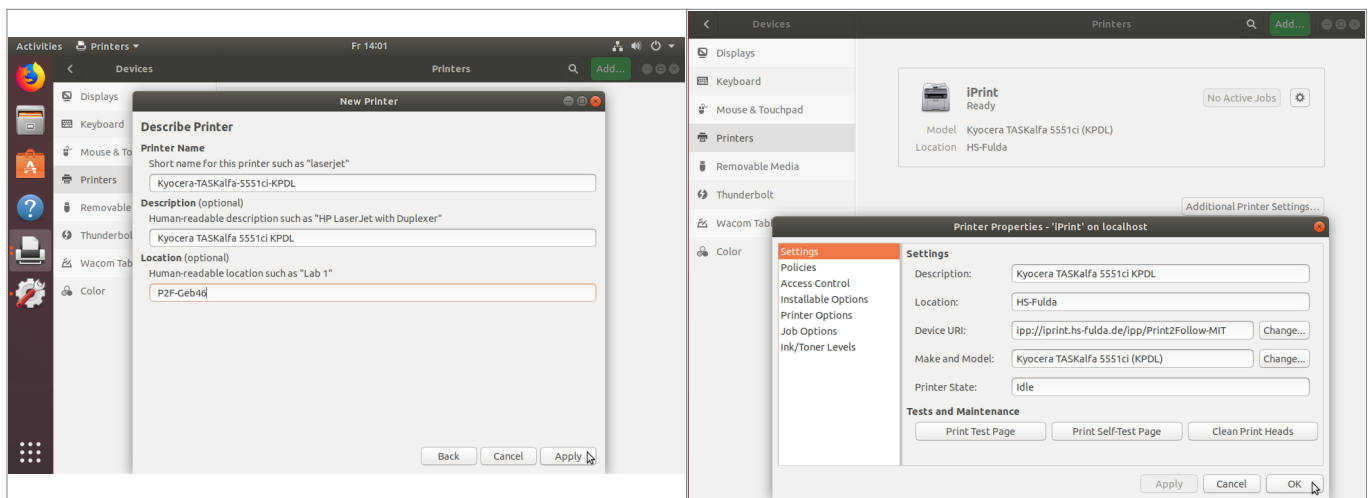 Activities Printers Fr 14:01
Devices Printers Add...
Displays
Keyboard
Mouse & To
Printers
Removable
Thunderbol
Wacom Tab
Color
New Printer
Describe Printer
Printer Name
Short name for this printer such as "laserjet"
Kyocera-TASKalfa-5551ci-KPDL
Description (optional)
Human-readable description such as "HP LaserJet with Duplexer"
Kyocera TASKalfa 5551ci KPDL
Location (optional)
Human-readable location such as "Lab 1"
P2F-Geb46
Back Cancel Apply
Devices Printers Add...
Displays
Keyboard
Mouse & Touchpad
Printers
Removable Media
Thunderbolt
Wacom Tab
Color
iPrint
Ready
No Active Jobs
Model Kyocera TASKalfa 5551ci (KPDL)
Location HS-Fulda
Additional Printer Settings...
Printer Properties - 'iPrint' on localhost
Settings
Policies
Access Control
Installable Options
Printer Options
Job Options
Ink/Toner Levels
Settings
Description: Kyocera TASKalfa 5551ci KPDL
Location: HS-Fulda
Device URI: ipp://iprint.hs-fulda.de/ipp/Print2Follow-MIT Change...
Make and Model: Kyocera TASKalfa 5551ci (KPDL) Change...
Printer State: Idle
Tests and Maintenance
Print Test Page Print Self-Test Page Clean Print Heads
Apply Cancel OK